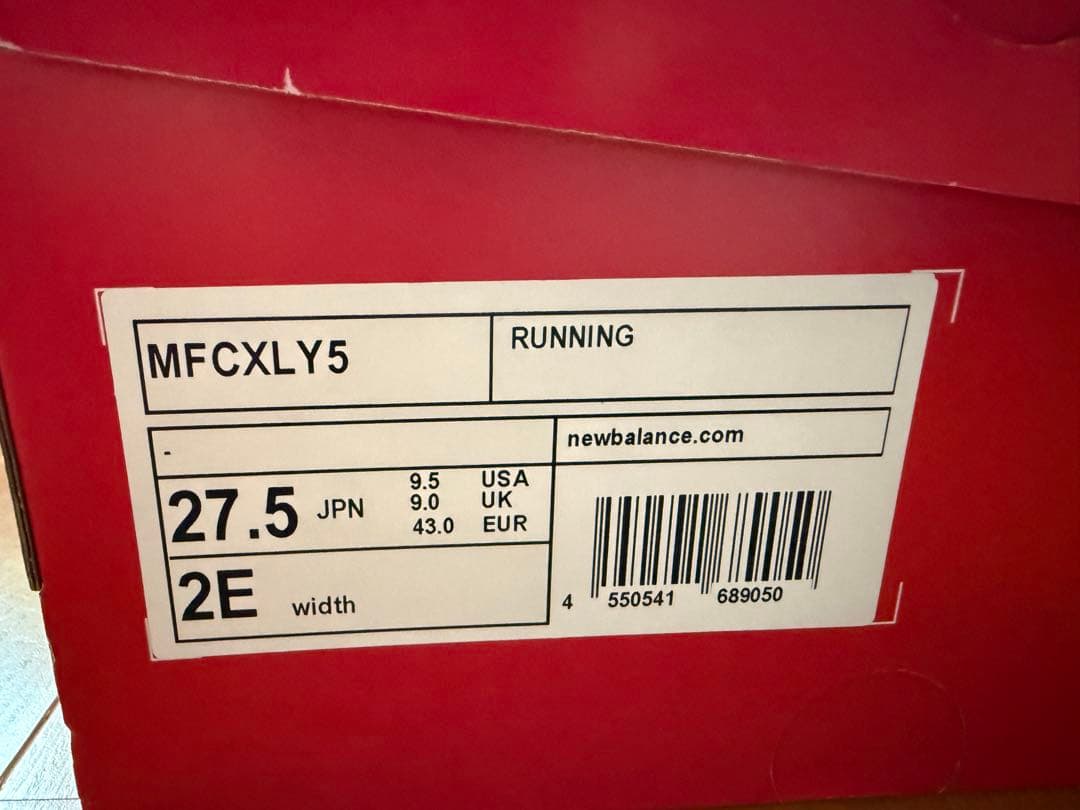 MFCXLY5
RUNNING
-
newbalance.com
27.5 JPN
9.5 USA
9.0 UK
43.0 EUR
2E width
4 550541 689050